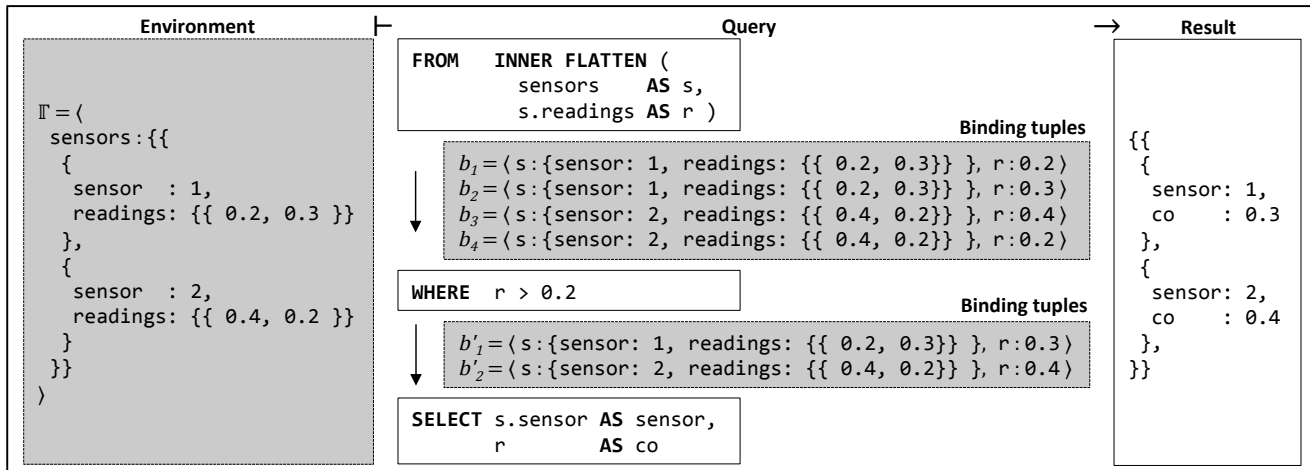 Environment
⊢
Query
→
Result
𝕋 = ⟨
sensors : {{
{
sensor : 1,
readings: {{ 0.2, 0.3 }}
},
{
sensor : 2,
readings: {{ 0.4, 0.2 }}
}
}}
⟩
FROM INNER FLATTEN (
sensors AS s,
s.readings AS r )
Binding tuples
b1 = ⟨ s : {sensor: 1, readings: {{ 0.2, 0.3}} }, r : 0.2 ⟩
b2 = ⟨ s : {sensor: 1, readings: {{ 0.2, 0.3}} }, r : 0.3 ⟩
b3 = ⟨ s : {sensor: 2, readings: {{ 0.4, 0.2}} }, r : 0.4 ⟩
b4 = ⟨ s : {sensor: 2, readings: {{ 0.4, 0.2}} }, r : 0.2 ⟩
WHERE r > 0.2
Binding tuples
b'1 = ⟨ s : {sensor: 1, readings: {{ 0.2, 0.3}} }, r : 0.3 ⟩
b'2 = ⟨ s : {sensor: 2, readings: {{ 0.4, 0.2}} }, r : 0.4 ⟩
SELECT s.sensor AS sensor,
r AS co
{{
{
sensor: 1,
co : 0.3
},
{
sensor: 2,
co : 0.4
},
}}